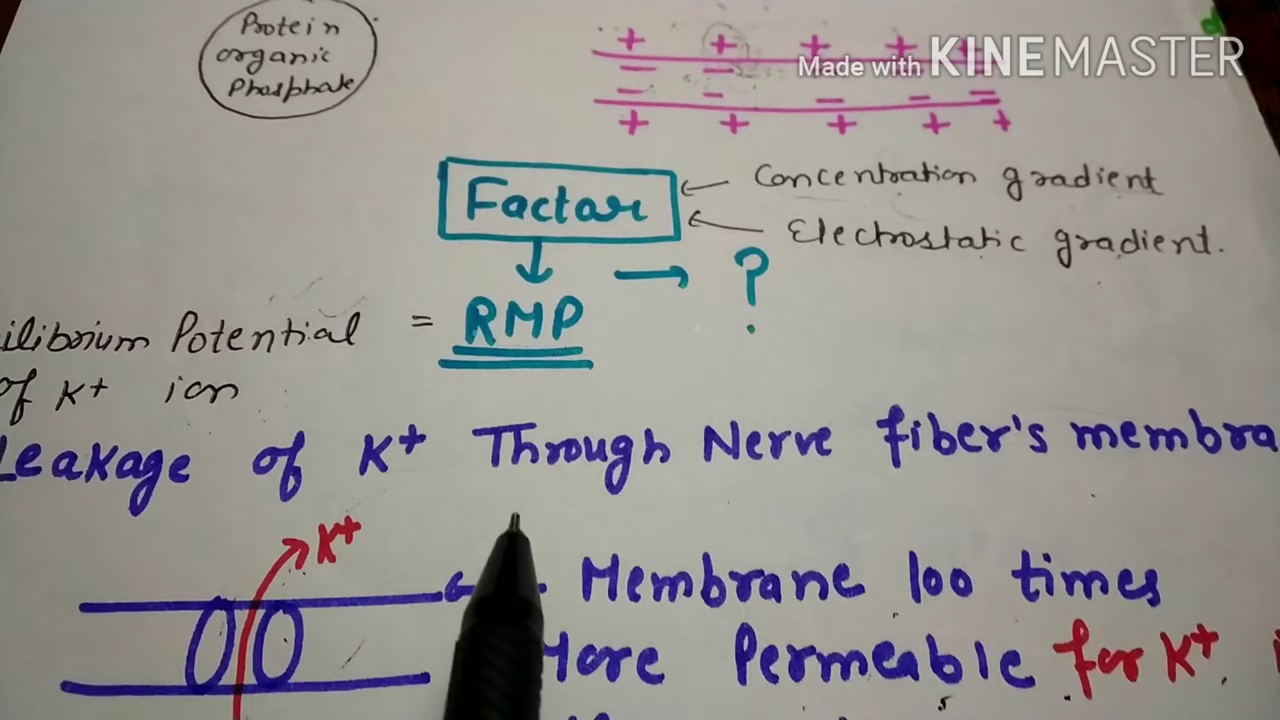 Protein
organic
Phosphate
+ + + + +
Made with KINEMASTER
− −
− − − − −
+ + + + +
Factor
Concentration gradient
Electrostatic gradient.
?
ilibrium Potential = RMP
of K+ ion
Leakage of K+ Through Nerve fiber's membra
K+
Membrane 100 times
More Permeable for K+